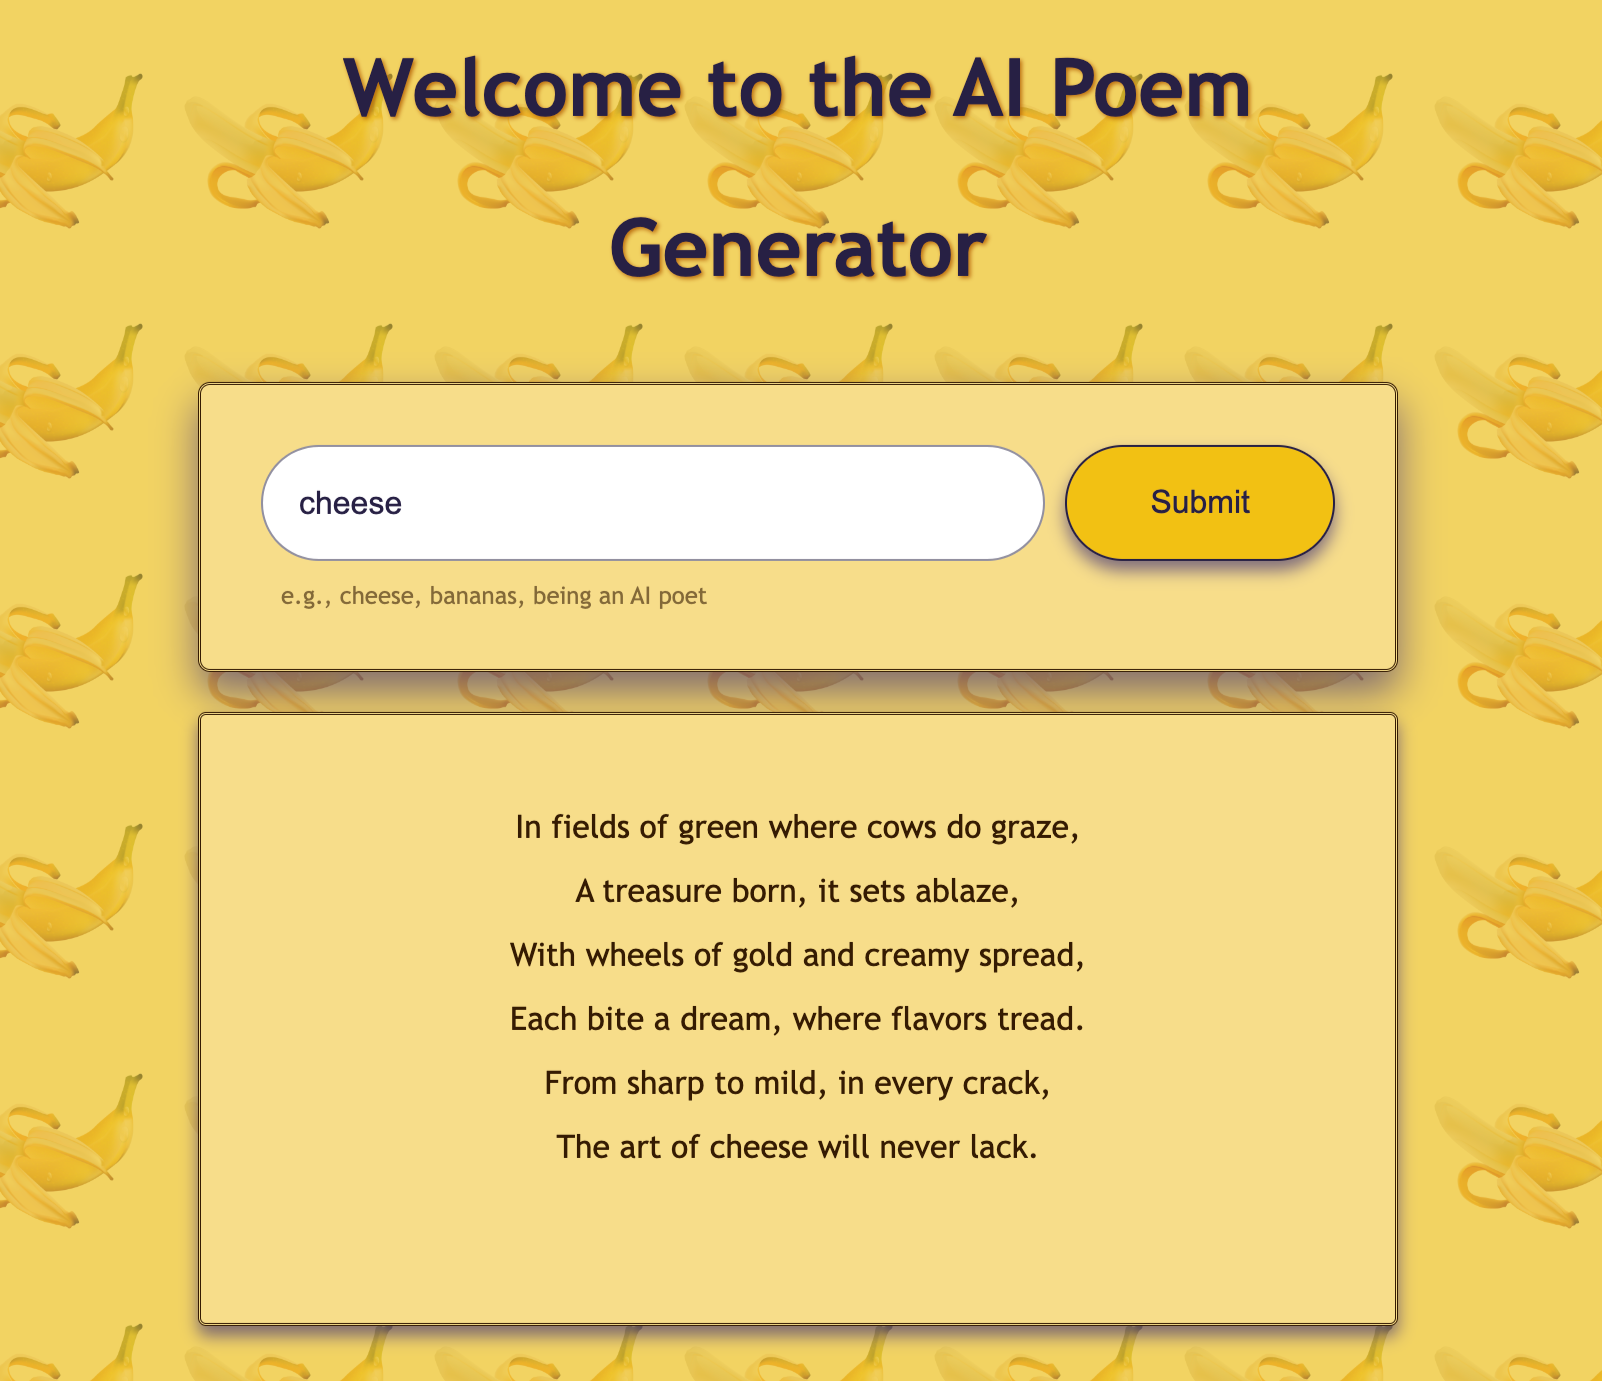 Welcome to the AI Poem
Generator
cheese
Submit
e.g., cheese, bananas, being an AI poet
In fields of green where cows do graze,
A treasure born, it sets ablaze,
With wheels of gold and creamy spread,
Each bite a dream, where flavors tread.
From sharp to mild, in every crack,
The art of cheese will never lack.